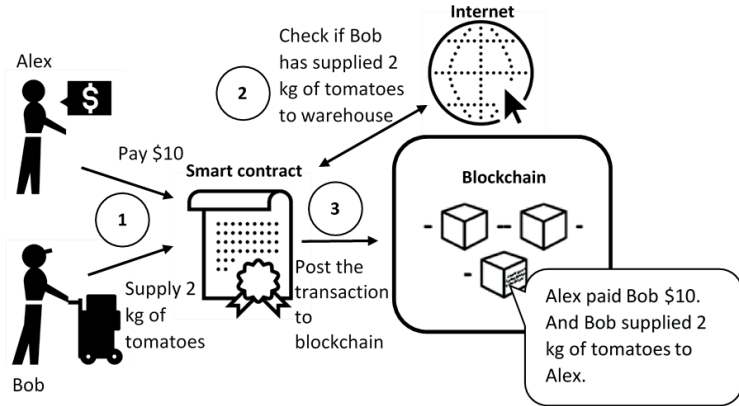 Internet
Alex
$
Check if Bob
has supplied 2
kg of tomatoes
to warehouse
2
Pay $10
Smart contract
Blockchain
1
3
Supply 2
kg of
tomatoes
Post the
transaction
to
blockchain
Bob
Alex paid Bob $10.
And Bob supplied 2
kg of tomatoes to
Alex.